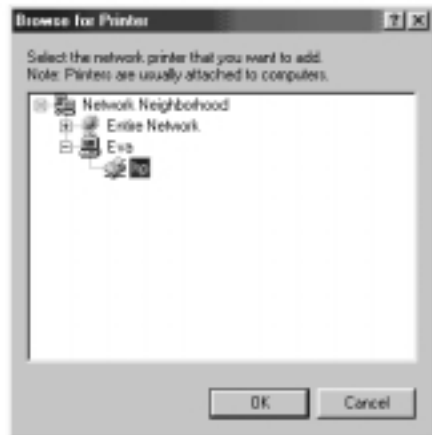 Browse for Printer
Select the network printer that you want to add.
Note: Printers are usually attached to computers.
Network Neighborhood
Entire Network
Eva
hp
OK
Cancel